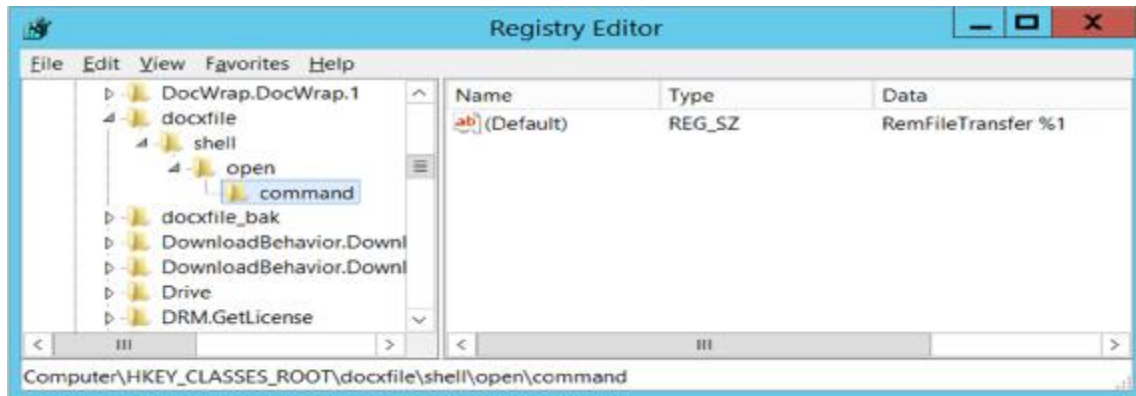 Registry Editor
File Edit View Favorites Help
DocWrap.DocWrap.1
docxfile
shell
open
command
docxfile_bak
DownloadBehavior.Downl
DownloadBehavior.Downl
Drive
DRM.GetLicense
Name Type Data
ab (Default) REG_SZ RemFileTransfer %1
Computer\HKEY_CLASSES_ROOT\docxfile\shell\open\command